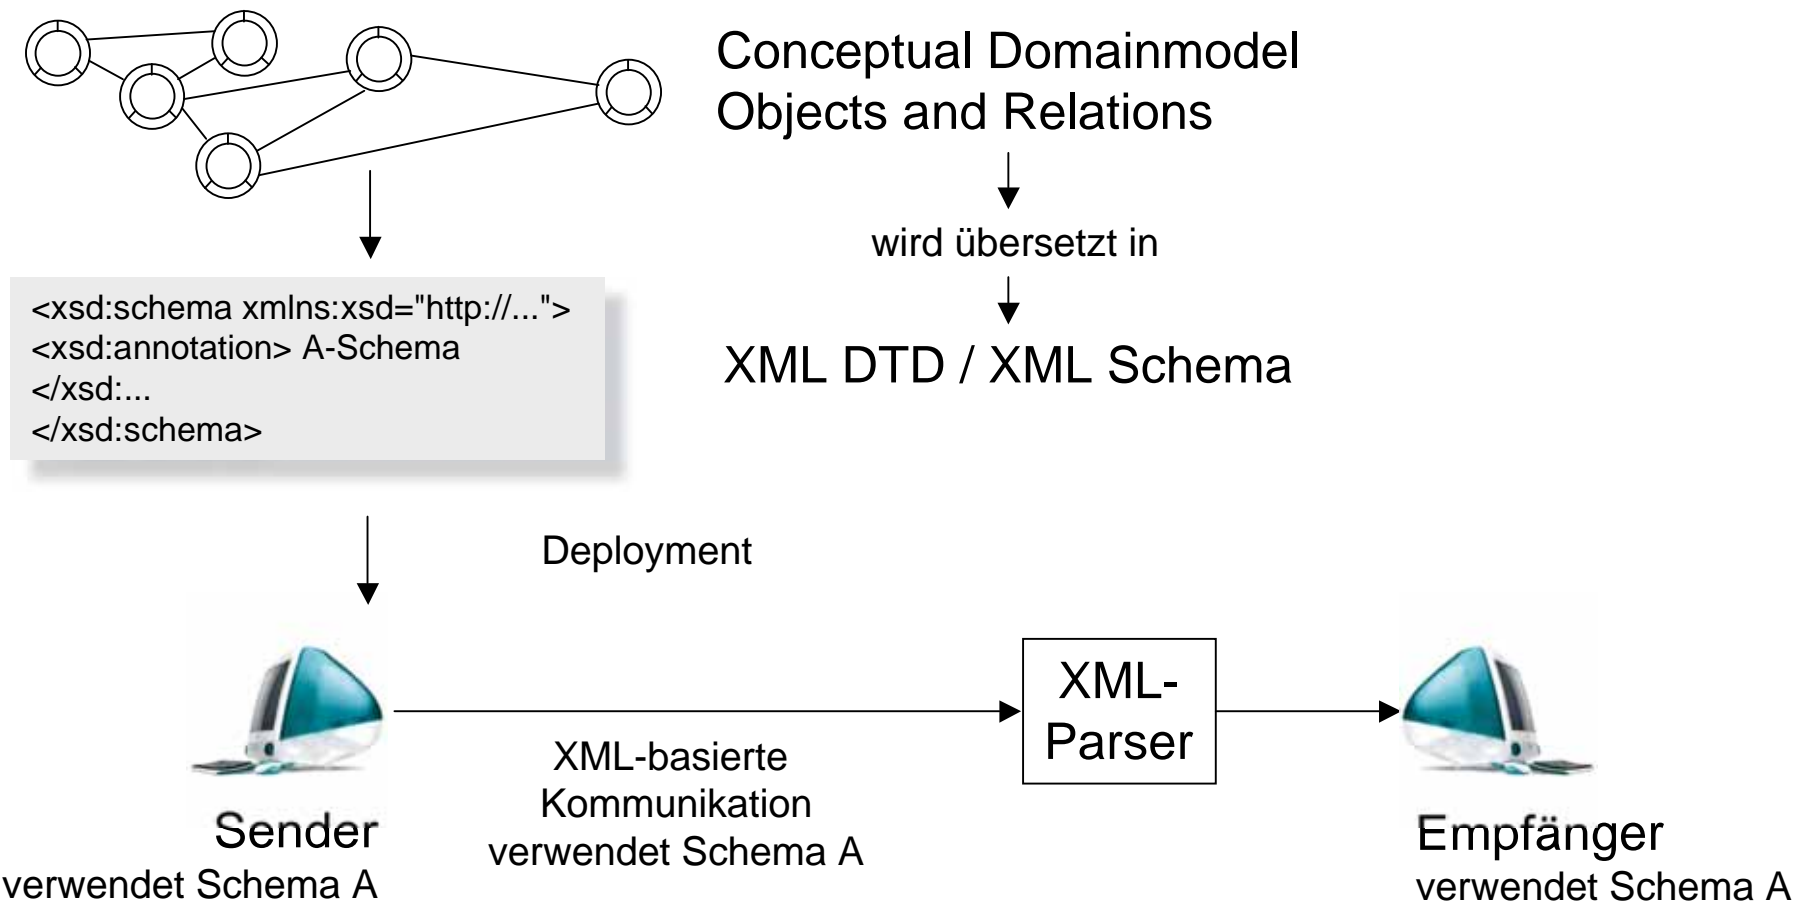 Conceptual Domainmodel
Objects and Relations
wird übersetzt in
XML DTD / XML Schema
<xsd:schema xmlns:xsd="http://...">
<xsd:annotation> A-Schema
</xsd:...
</xsd:schema>
Deployment
XML-
Parser
XML-basierte
Kommunikation
verwendet Schema A
Sender
verwendet Schema A
Empfänger
verwendet Schema A